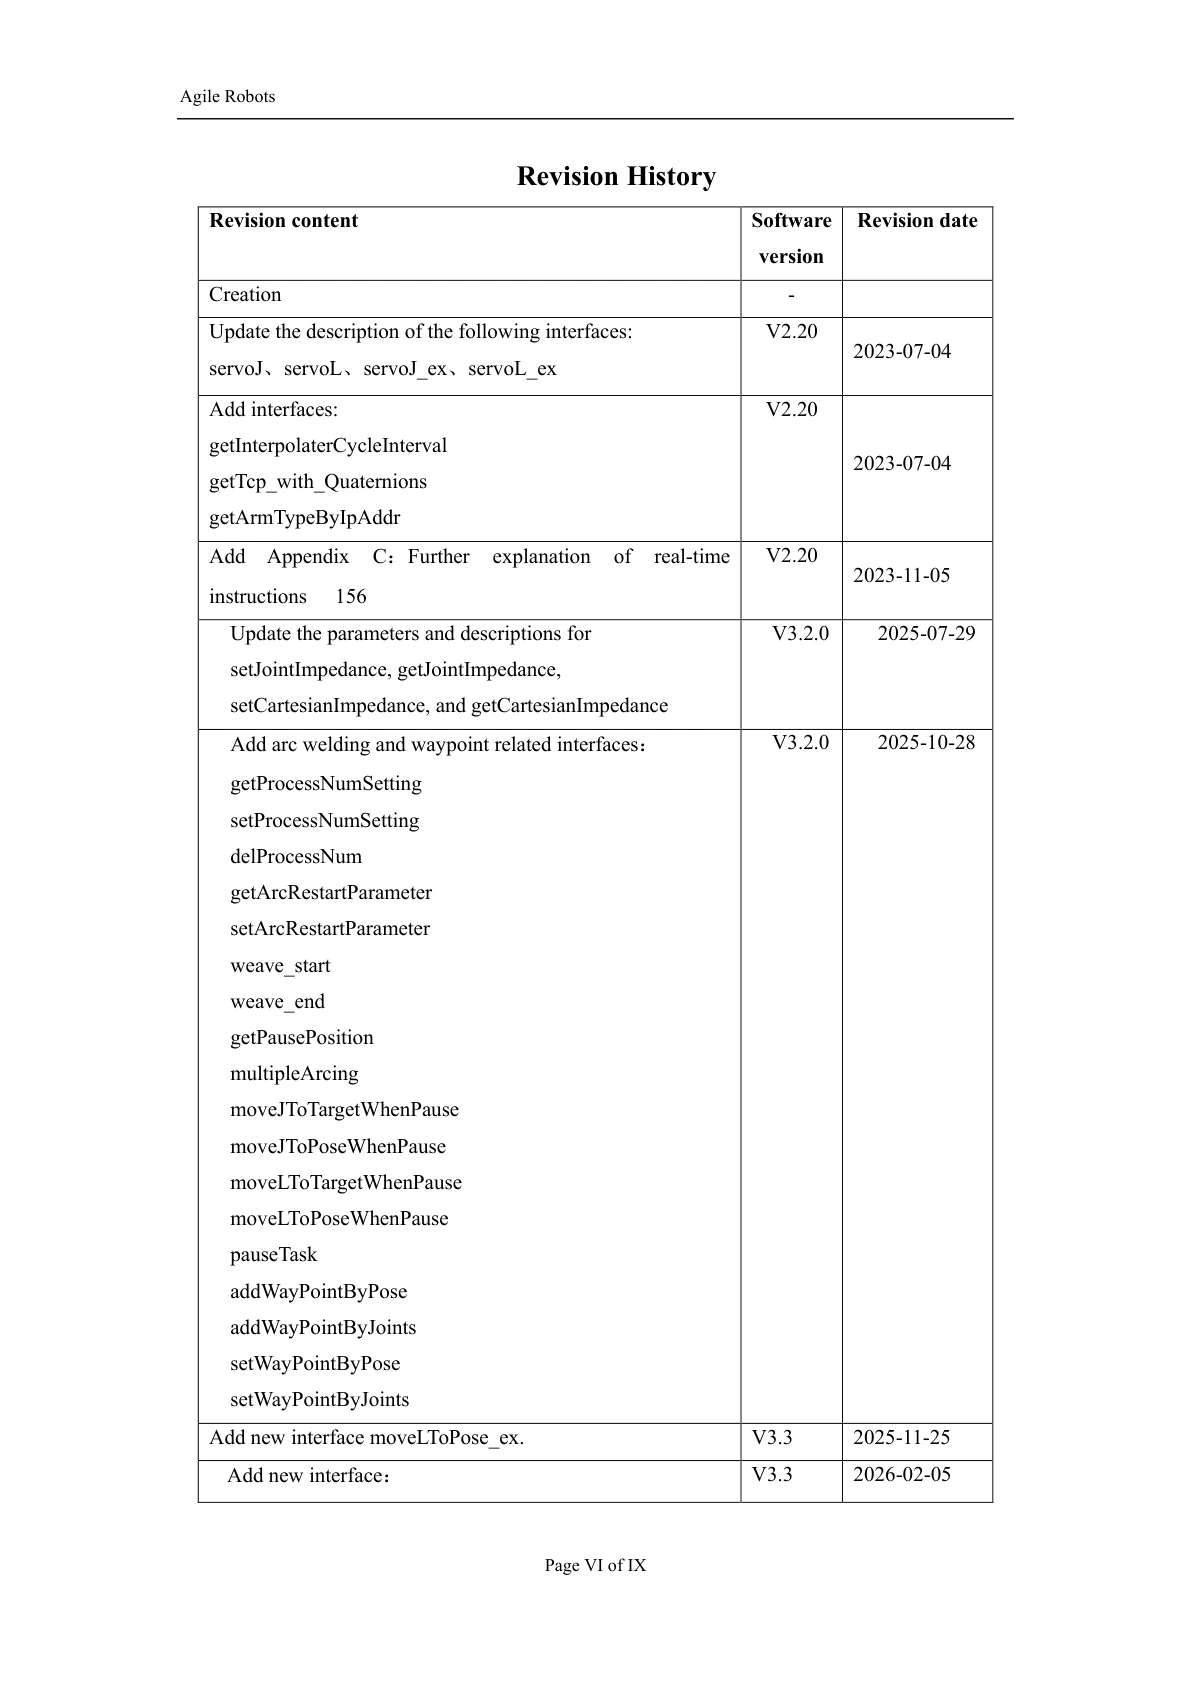 Agile Robots
Revision History
Revision content
Software
version
Revision date
Creation
-
Update the description of the following interfaces:
servoJ、servoL、servoJ_ex、servoL_ex
V2.20
2023-07-04
Add interfaces:
getInterpolaterCycleInterval
getTcp_with_Quaternions
getArmTypeByIpAddr
V2.20
2023-07-04
Add Appendix C：Further explanation of real-time
instructions 156
V2.20
2023-11-05
Update the parameters and descriptions for
setJointImpedance, getJointImpedance,
setCartesianImpedance, and getCartesianImpedance
V3.2.0
2025-07-29
Add arc welding and waypoint related interfaces：
getProcessNumSetting
setProcessNumSetting
delProcessNum
getArcRestartParameter
setArcRestartParameter
weave_start
weave_end
getPausePosition
multipleArcing
moveJToTargetWhenPause
moveJToPoseWhenPause
moveLToTargetWhenPause
moveLToPoseWhenPause
pauseTask
addWayPointByPose
addWayPointByJoints
setWayPointByPose
setWayPointByJoints
V3.2.0
2025-10-28
Add new interface moveLToPose_ex.
V3.3
2025-11-25
Add new interface：
V3.3
2026-02-05
Page VI of IX